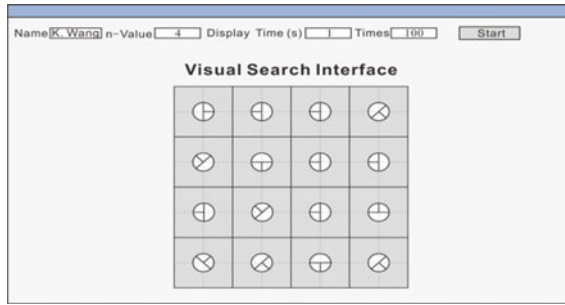 Name K. Wang n-Value 4 Display Time (s) 1 Times 100 Start
Visual Search Interface